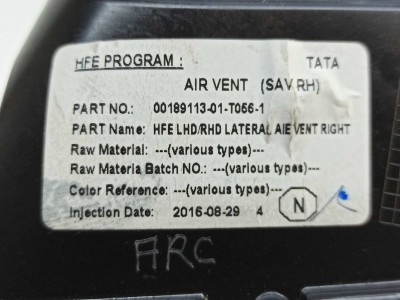 HFE PROGRAM : TATA
AIR VENT (SAV RH)
PART NO.: 00189113-01-T056-1
PART Name: HFE LHD/RHD LATERAL AIE VENT RIGHT
Raw Material: ---(various types)---
Raw Materia Batch NO.: ---(various types)---
Color Reference: ---(various types)---
Injection Date: 2016-08-29 4 N
ARC